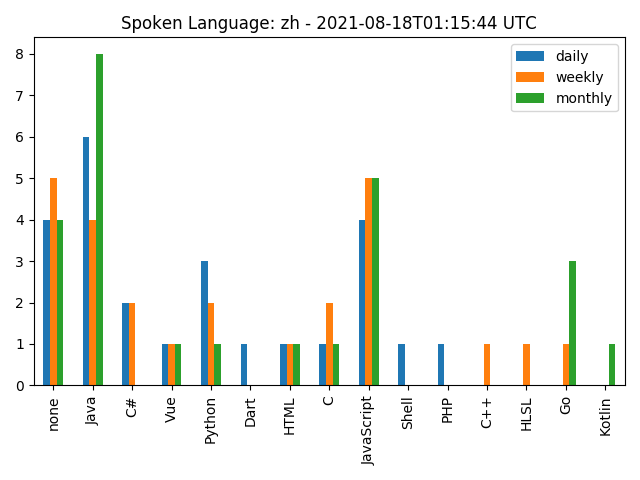 Spoken Language: zh - 2021-08-18T01:15:44 UTC
daily
weekly
monthly
8
7
6
5
4
3
2
1
0
none
Java
C#
Vue
Python
Dart
HTML
C
JavaScript
Shell
PHP
C++
HLSL
Go
Kotlin